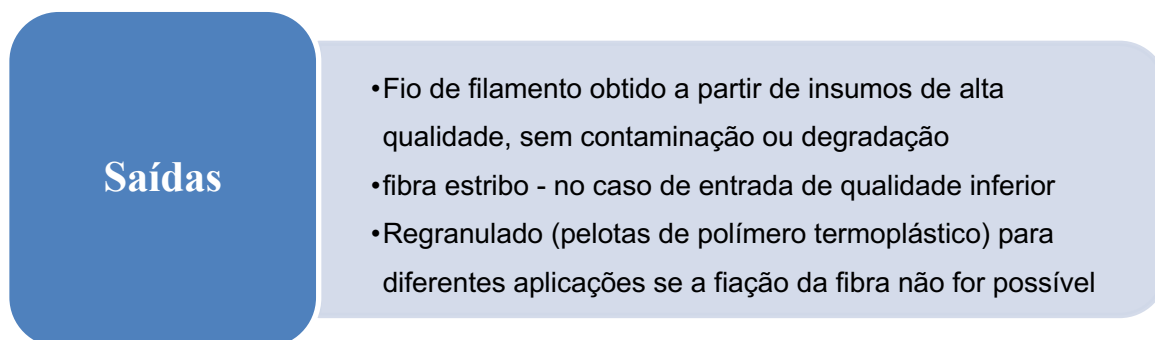 Saídas
•Fio de filamento obtido a partir de insumos de alta
qualidade, sem contaminação ou degradação
•fibra estribo - no caso de entrada de qualidade inferior
•Regranulado (pelotas de polímero termoplástico) para
diferentes aplicações se a fiação da fibra não for possível